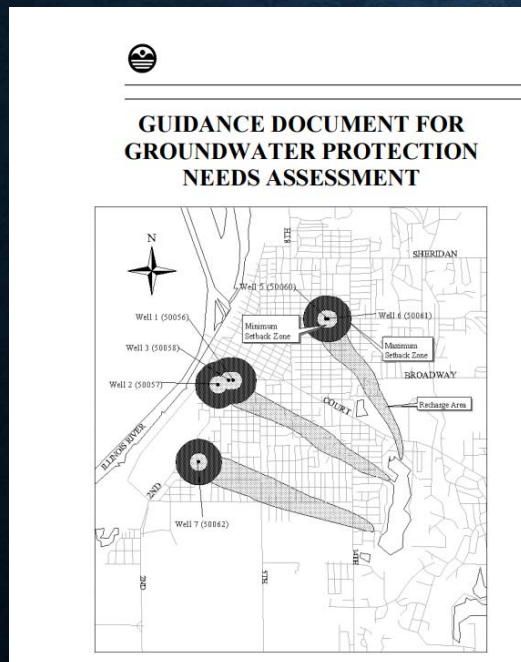 GUIDANCE DOCUMENT FOR
GROUNDWATER PROTECTION
NEEDS ASSESSMENT
N
8TH
SHERIDAN
Well 5 (50060)
Well 1 (50056)
Well 6 (50061)
Minimum
Setback Zone
Well 3 (50058)
Maximum
Setback Zone
Well 2 (50057)
BROADWAY
COURT
Recharge Area
ILLINOIS RIVER
2ND
Well 7 (50062)
14TH
2ND
5TH